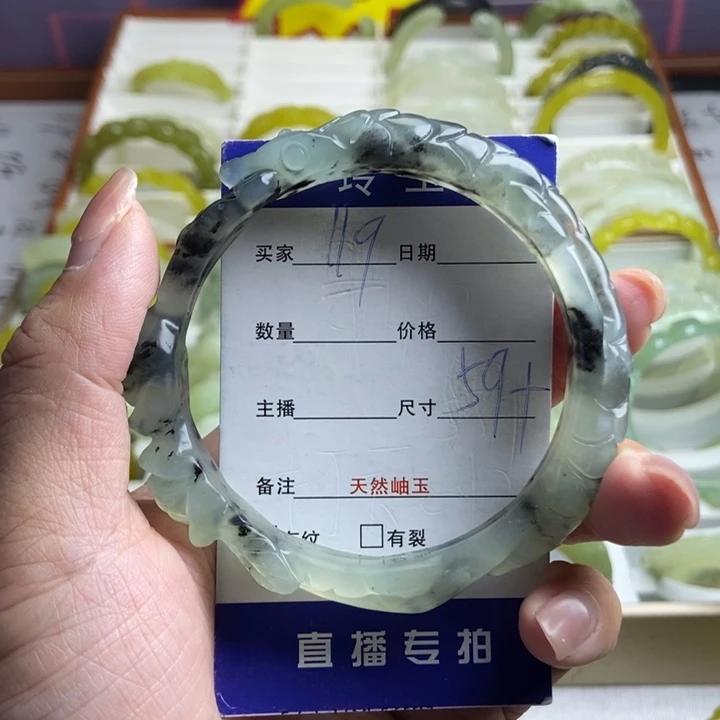 买家 119 日期
数量 价格
主播 尺寸 59+
备注 天然岫玉
纹 □有裂
直播专拍